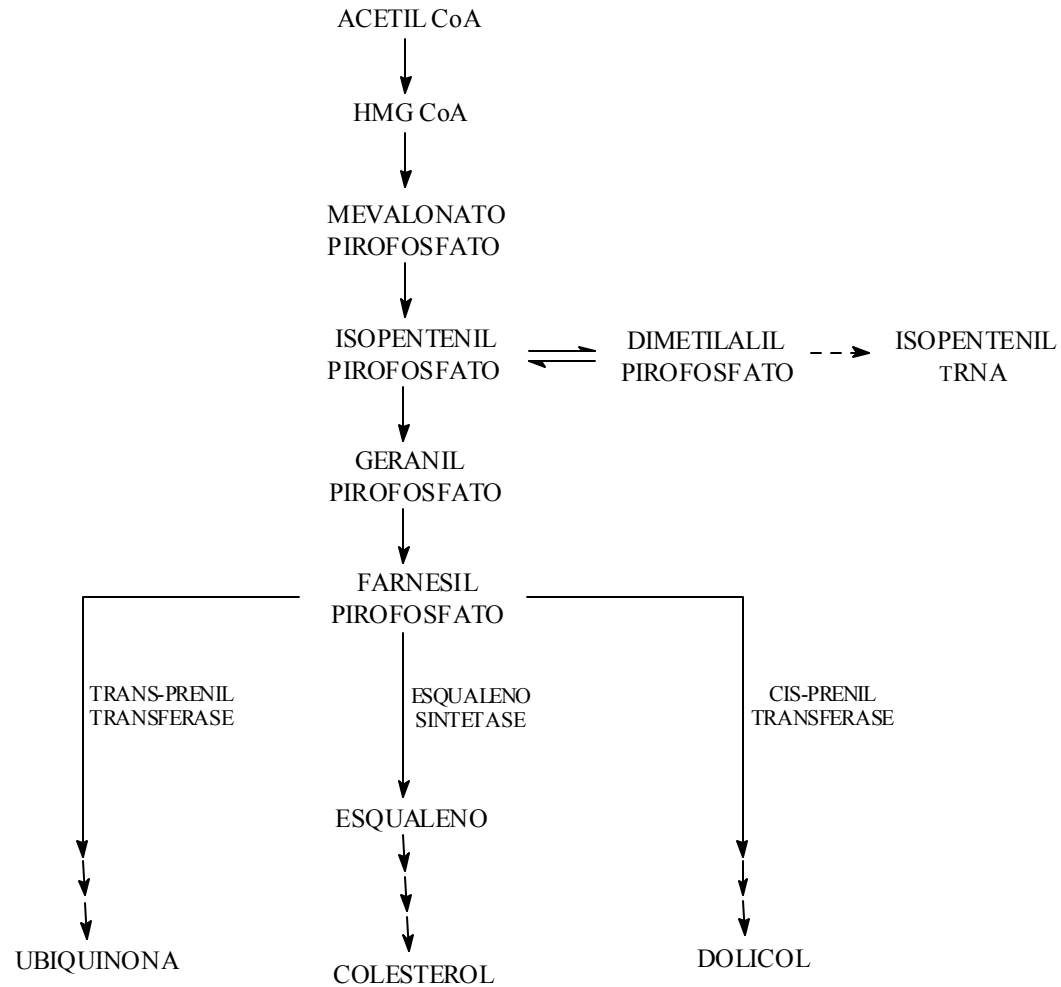 ACETIL CoA
HMG CoA
MEVALONATO
PIROFOSFATO
ISOPENTENIL
PIROFOSFATO
DIMETILALIL
PIROFOSFATO
ISOPENTENIL
TRNA
GERANIL
PIROFOSFATO
FARNESIL
PIROFOSFATO
TRANS-PRENIL
TRANSFERASE
ESQUALENO
SINTETASE
CIS-PRENIL
TRANSFERASE
ESQUALENO
UBIQUINONA
COLESTEROL
DOLICOL